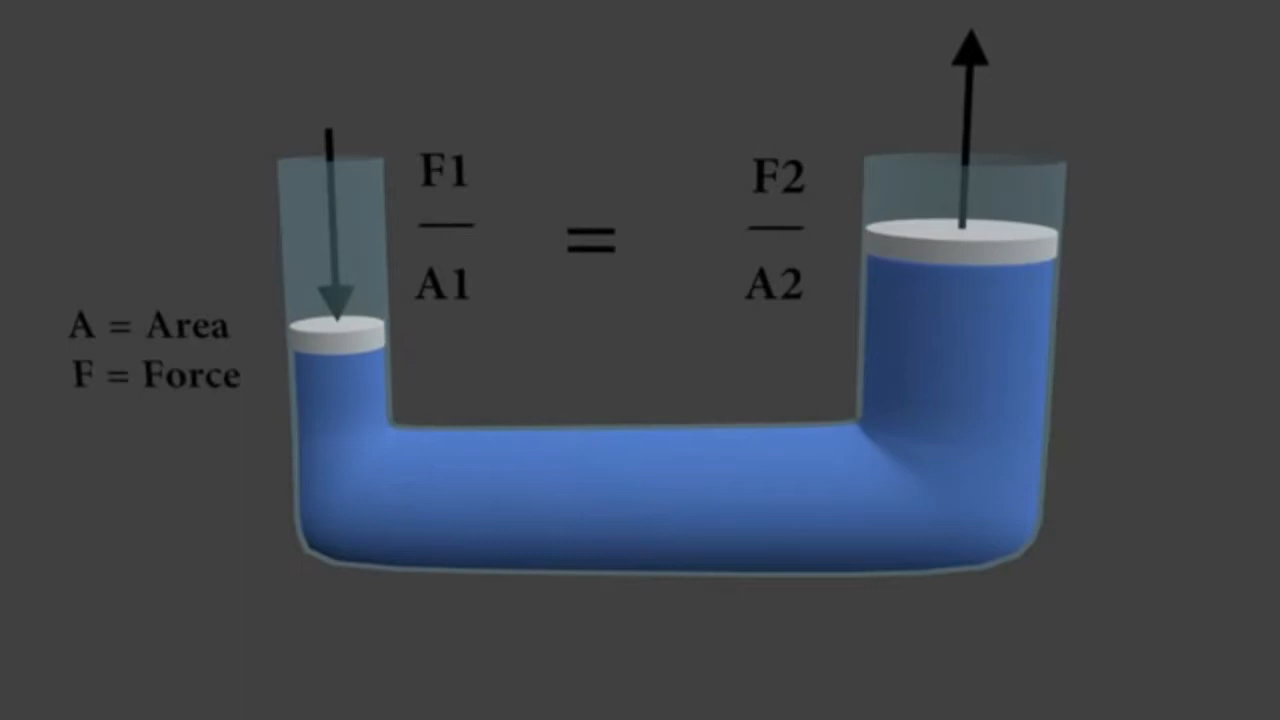 F1
A1
=
F2
A2
A = Area
F = Force